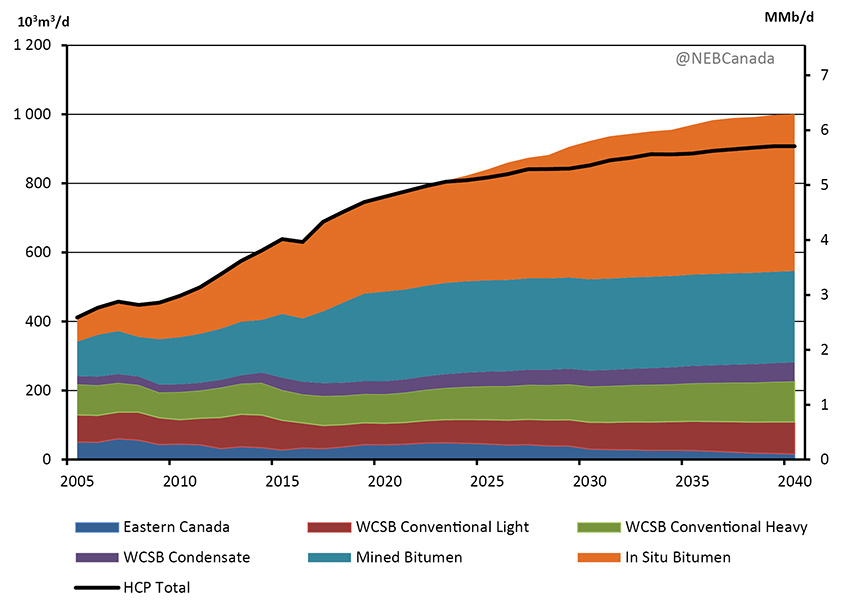 10³m³/d
MMb/d
1 200
@NEBCanada
7
1 000
6
800
5
4
600
3
400
2
200
1
0
0
2005 2010 2015 2020 2025 2030 2035 2040
Eastern Canada WCSB Conventional Light WCSB Conventional Heavy
WCSB Condensate Mined Bitumen In Situ Bitumen
HCP Total